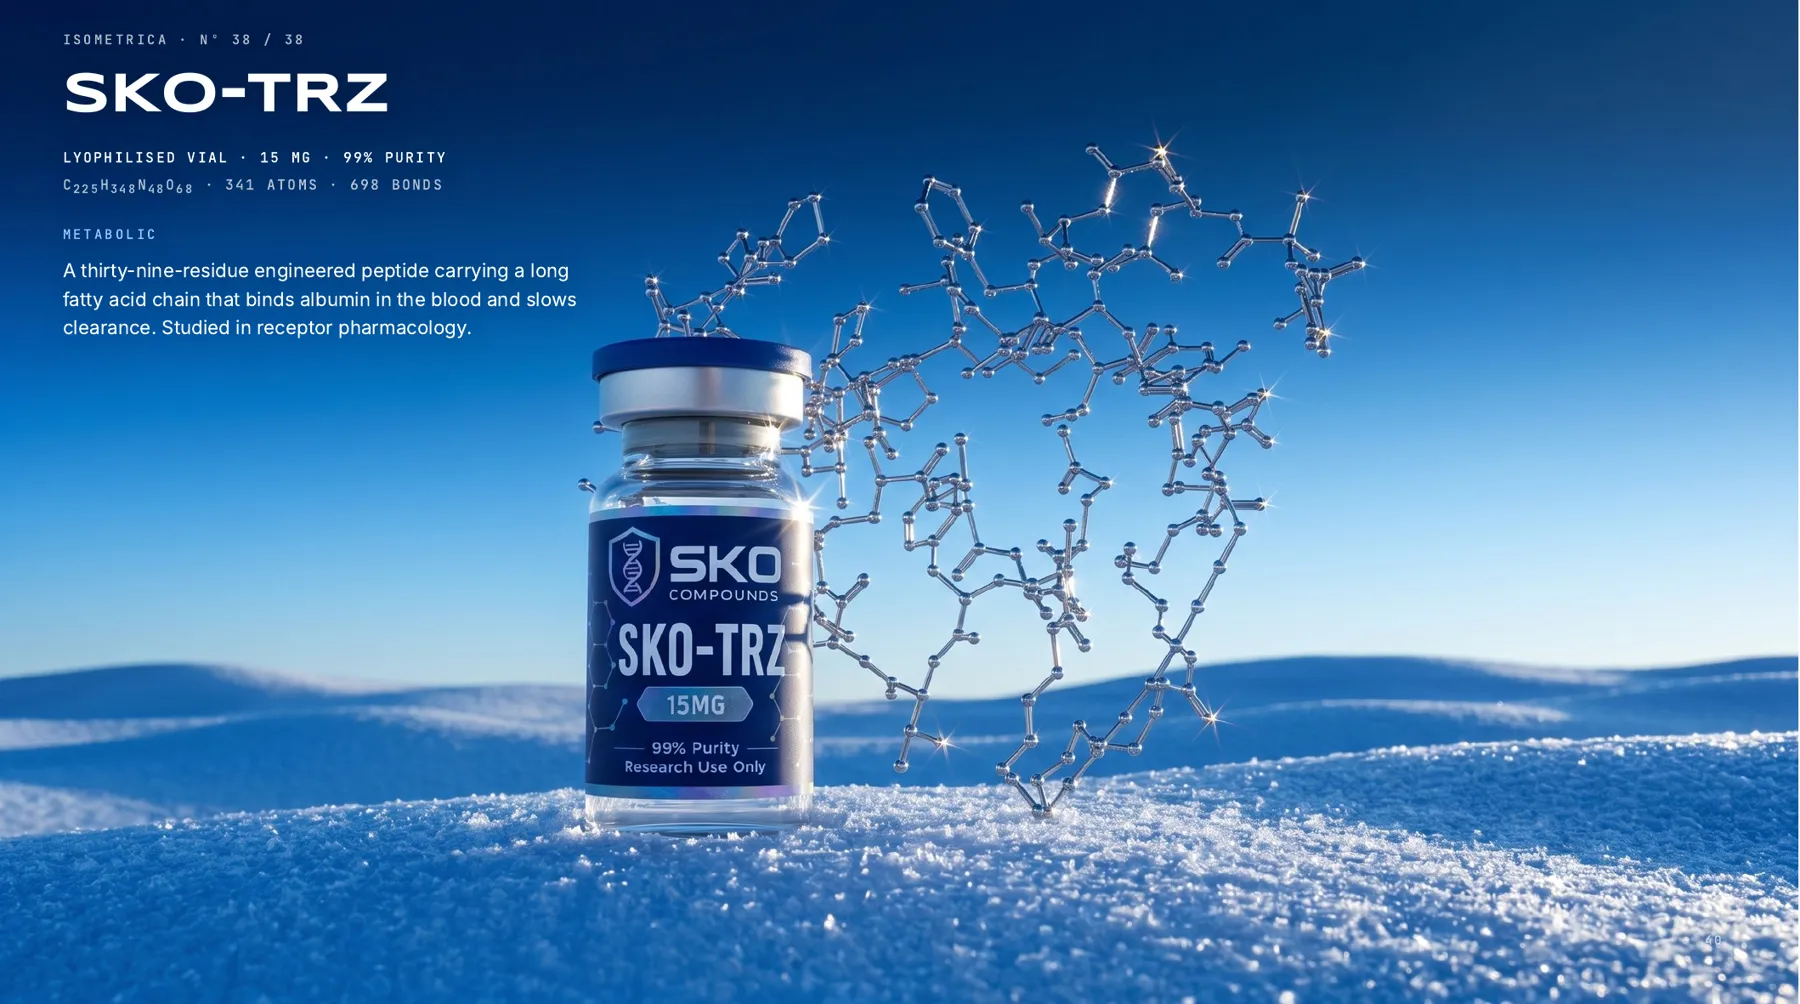 ISOMETRICA · N° 38 / 38
SKO-TRZ
LYOPHILISED VIAL · 15 MG · 99% PURITY
C₂₂₅H₃₄₈N₄₈O₆₈ · 341 ATOMS · 698 BONDS
METABOLIC
A thirty-nine-residue engineered peptide carrying a long
fatty acid chain that binds albumin in the blood and slows
clearance. Studied in receptor pharmacology.
SKO
COMPOUNDS
SKO-TRZ
15MG
99% Purity
Research Use Only
40